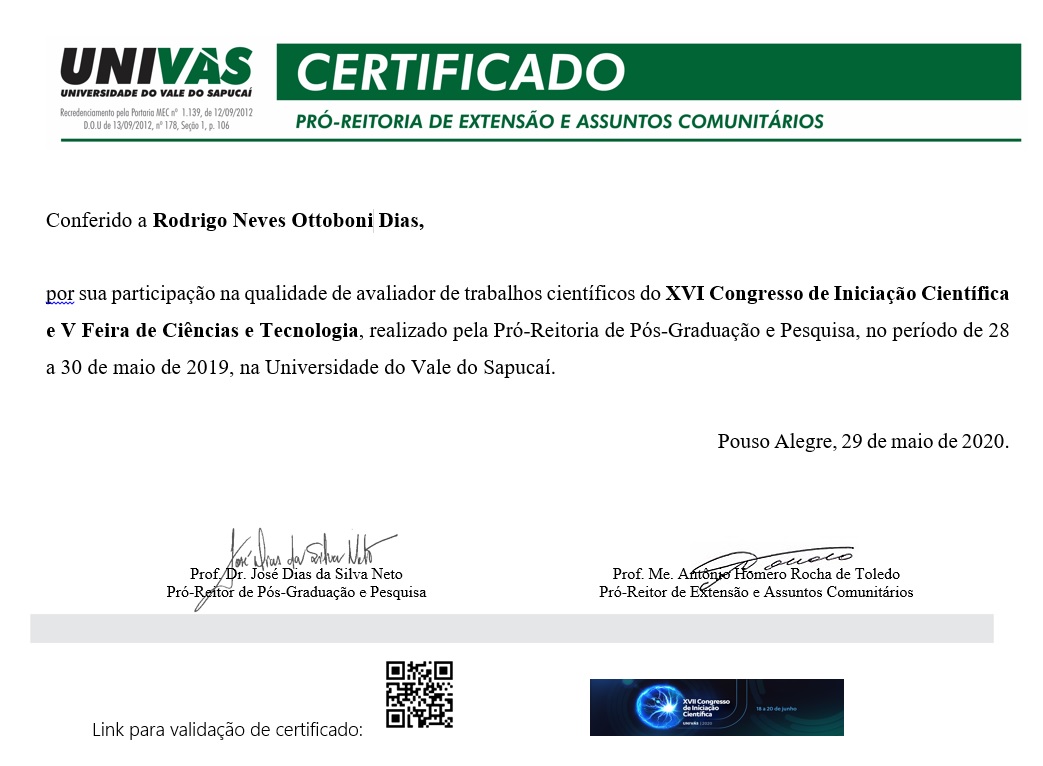 UNIVÀS
UNIVERSIDADE DO VALE DO SAPUCAÍ
Recredenciamento pela Portaria MEC nº 1.139, de 12/09/2012
D.O.U de 13/09/2012, nº 178, Seção 1, p. 106
CERTIFICADO
PRÓ-REITORIA DE EXTENSÃO E ASSUNTOS COMUNITÁRIOS
Conferido a Rodrigo Neves Ottoboni Dias,
por sua participação na qualidade de avaliador de trabalhos científicos do XVI Congresso de Iniciação Científica
e V Feira de Ciências e Tecnologia, realizado pela Pró-Reitoria de Pós-Graduação e Pesquisa, no período de 28
a 30 de maio de 2019, na Universidade do Vale do Sapucaí.
Pouso Alegre, 29 de maio de 2020.
José Dias da Silva Neto
Prof. Dr. José Dias da Silva Neto
Pró-Reitor de Pós-Graduação e Pesquisa
Prof. Me. Antônio Homero Rocha de Toledo
Pró-Reitor de Extensão e Assuntos Comunitários
Link para validação de certificado:
XVII Congresso
de Iniciação
Científica
UNIVÀS | 2020
18 a 20 de junho